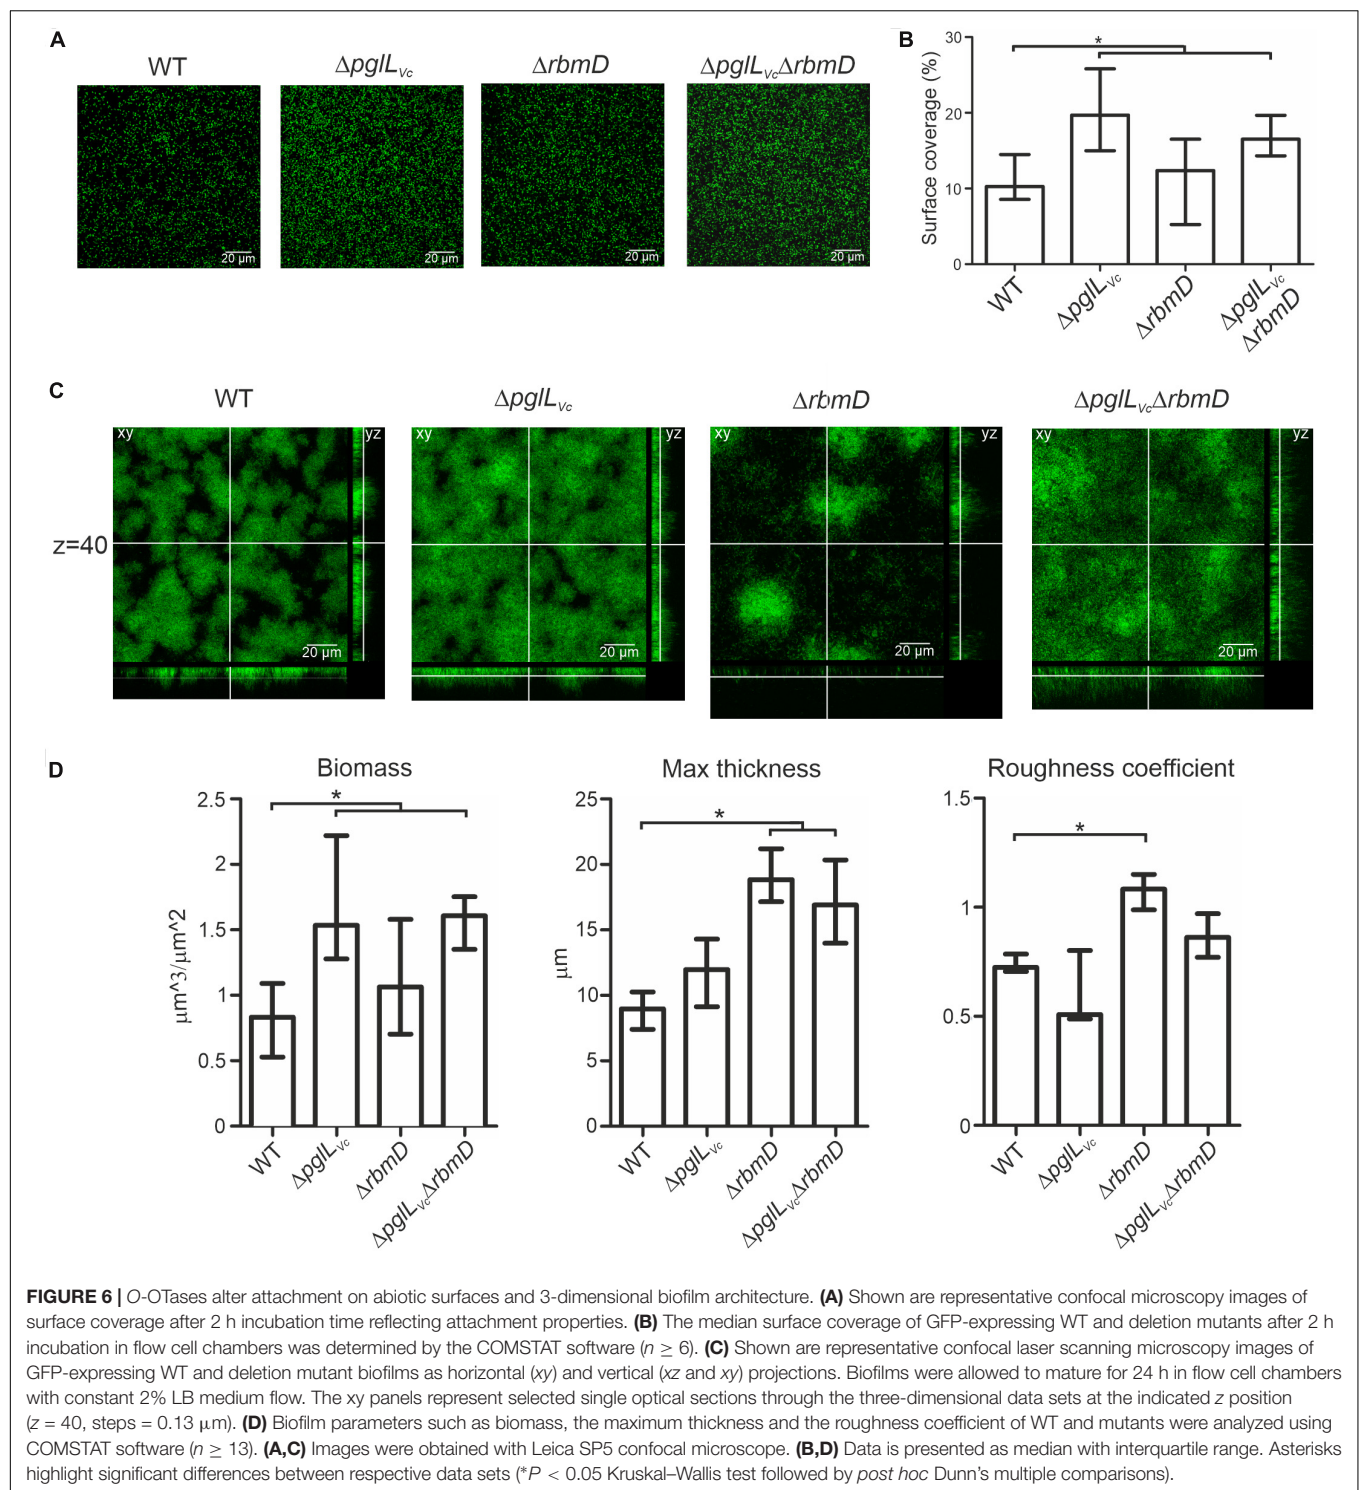 A
WT
ΔpglLVc
ΔrbmD
ΔpglLVcΔrbmD
20 µm
20 µm
20 µm
20 µm
B
Surface coverage (%)
30
20
10
0
*
WT
ΔpglLVc
ΔrbmD
ΔpglLVc
ΔrbmD
C
WT
ΔpglLVc
ΔrbmD
ΔpglLVcΔrbmD
z=40
xy
yz
20 µm
xy
yz
20 µm
xy
yz
20 µm
xy
yz
20 µm
D
Biomass
µm^3/µm^2
2.5
2
1.5
1
0.5
0
*
WT
ΔpglLVc
ΔrbmD
ΔpglLVcΔrbmD
Max thickness
µm
25
20
15
10
5
0
*
WT
ΔpglLVc
ΔrbmD
ΔpglLVcΔrbmD
Roughness coefficient
1.5
1
0.5
0
*
WT
ΔpglLVc
ΔrbmD
ΔpglLVcΔrbmD
FIGURE 6 | O-OTases alter attachment on abiotic surfaces and 3-dimensional biofilm architecture. (A) Shown are representative confocal microscopy images of
surface coverage after 2 h incubation time reflecting attachment properties. (B) The median surface coverage of GFP-expressing WT and deletion mutants after 2 h
incubation in flow cell chambers was determined by the COMSTAT software (n ≥ 6). (C) Shown are representative confocal laser scanning microscopy images of
GFP-expressing WT and deletion mutant biofilms as horizontal (xy) and vertical (xz and xy) projections. Biofilms were allowed to mature for 24 h in flow cell chambers
with constant 2% LB medium flow. The xy panels represent selected single optical sections through the three-dimensional data sets at the indicated z position
(z = 40, steps = 0.13 µm). (D) Biofilm parameters such as biomass, the maximum thickness and the roughness coefficient of WT and mutants were analyzed using
COMSTAT software (n ≥ 13). (A,C) Images were obtained with Leica SP5 confocal microscope. (B,D) Data is presented as median with interquartile range. Asterisks
highlight significant differences between respective data sets (*P < 0.05 Kruskal–Wallis test followed by post hoc Dunn's multiple comparisons).